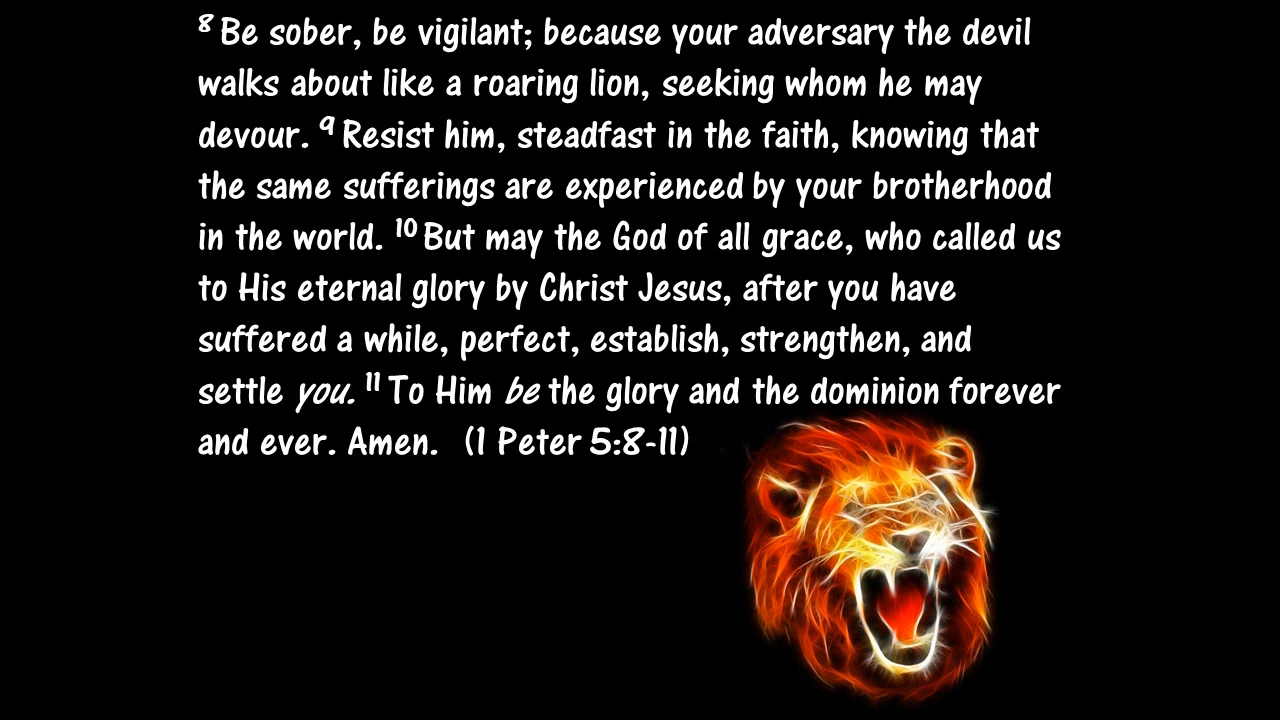 8 Be sober, be vigilant; because your adversary the devil
walks about like a roaring lion, seeking whom he may
devour. 9 Resist him, steadfast in the faith, knowing that
the same sufferings are experienced by your brotherhood
in the world. 10 But may the God of all grace, who called us
to His eternal glory by Christ Jesus, after you have
suffered a while, perfect, establish, strengthen, and
settle you. 11 To Him be the glory and the dominion forever
and ever. Amen. (1 Peter 5:8-11)